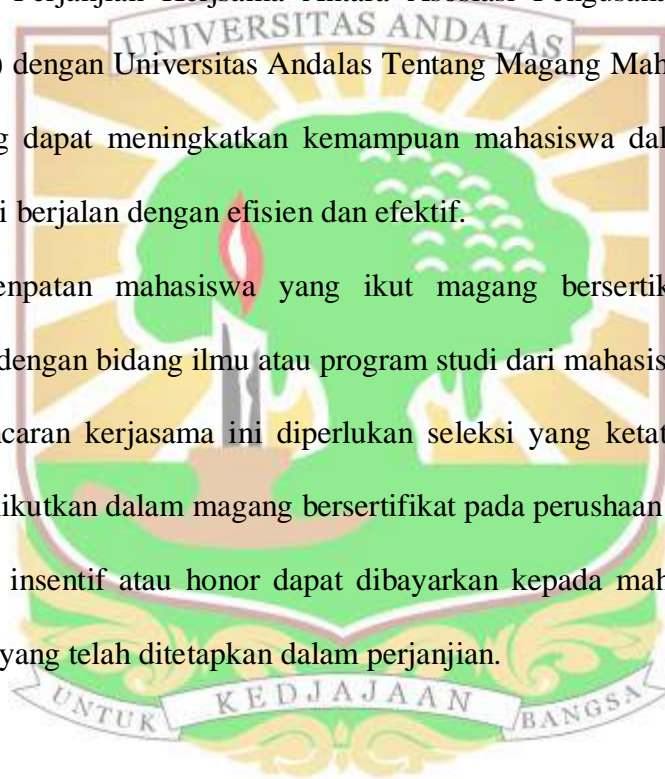 Perjanjian Kerjsama Antara Asosiasi Pengusaha
UNIVERSITAS ANDALAS
) dengan Universitas Andalas Tentang Magang Mah
g dapat meningkatkan kemampuan mahasiswa dal
i berjalan dengan efisien dan efektif.
enpatan mahasiswa yang ikut magang bersertik
dengan bidang ilmu atau program studi dari mahasis
ncaran kerjasama ini diperlukan seleksi yang ketat
likutkan dalam magang bersertifikat pada perushaan
insentif atau honor dapat dibayarkan kepada mah
yang telah ditetapkan dalam perjanjian.
UNTUK KEDJAJAAN BANGSA